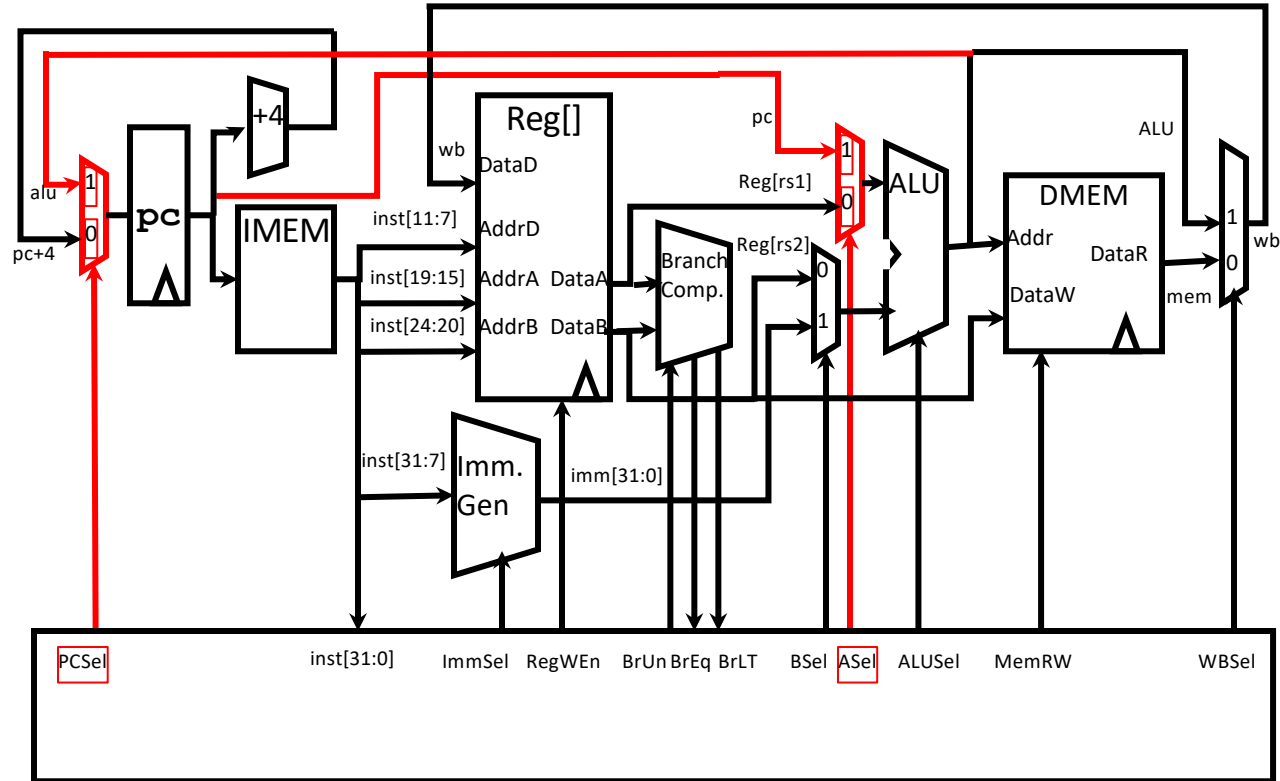 Reg[]
+4
pc
ALU
wb
DataD
1
alu
pc
IMEM
1
Reg[rs1]
ALU
DMEM
1
wb
0
inst[11:7]
AddrD
0
Reg[rs2]
Addr
DataR
0
mem
pc+4
inst[19:15]
AddrA
DataA
Branch
Comp.
0
DataW
inst[24:20]
AddrB
DataB
1
inst[31:7]
Imm.
Gen
imm[31:0]
PCSel
inst[31:0]
ImmSel
RegWEn
BrUn
BrEq
BrLT
BSel
ASel
ALUSel
MemRW
WBSel